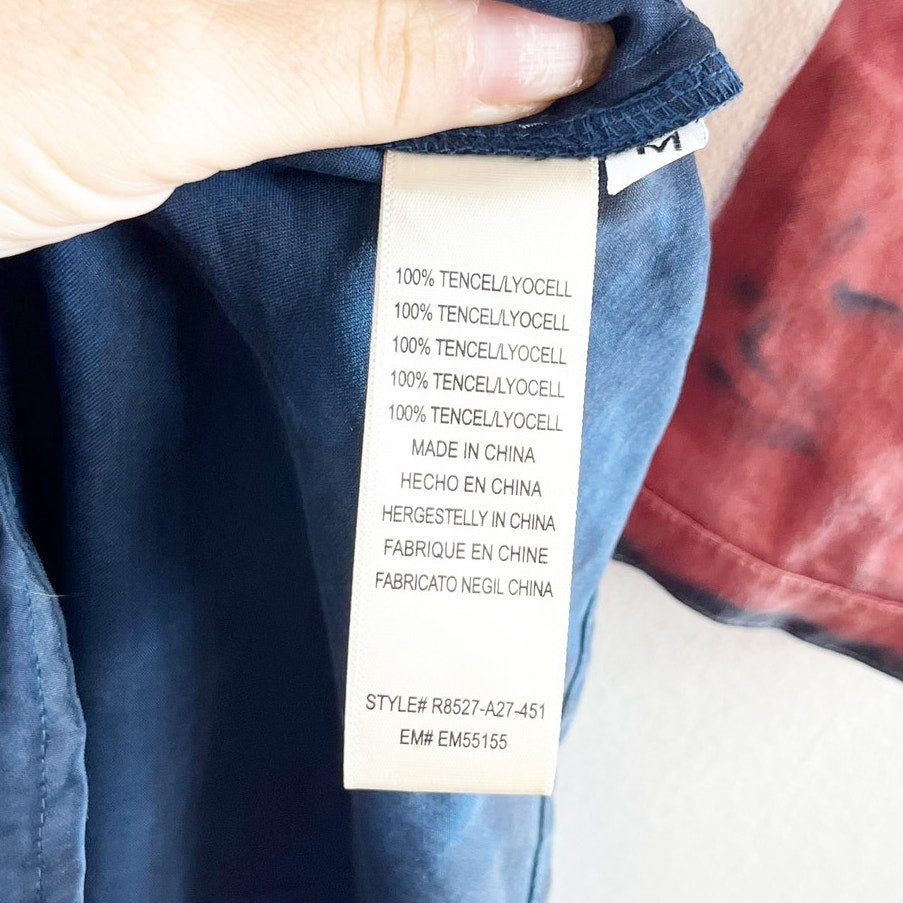 M
100% TENCEL/LYOCELL
100% TENCEL/LYOCELL
100% TENCEL/LYOCELL
100% TENCEL/LYOCELL
100% TENCEL/LYOCELL
MADE IN CHINA
HECHO EN CHINA
HERGESTELLY IN CHINA
FABRIQUE EN CHINE
FABRICATO NEGIL CHINA
STYLE# R8527-A27-451
EM# EM55155